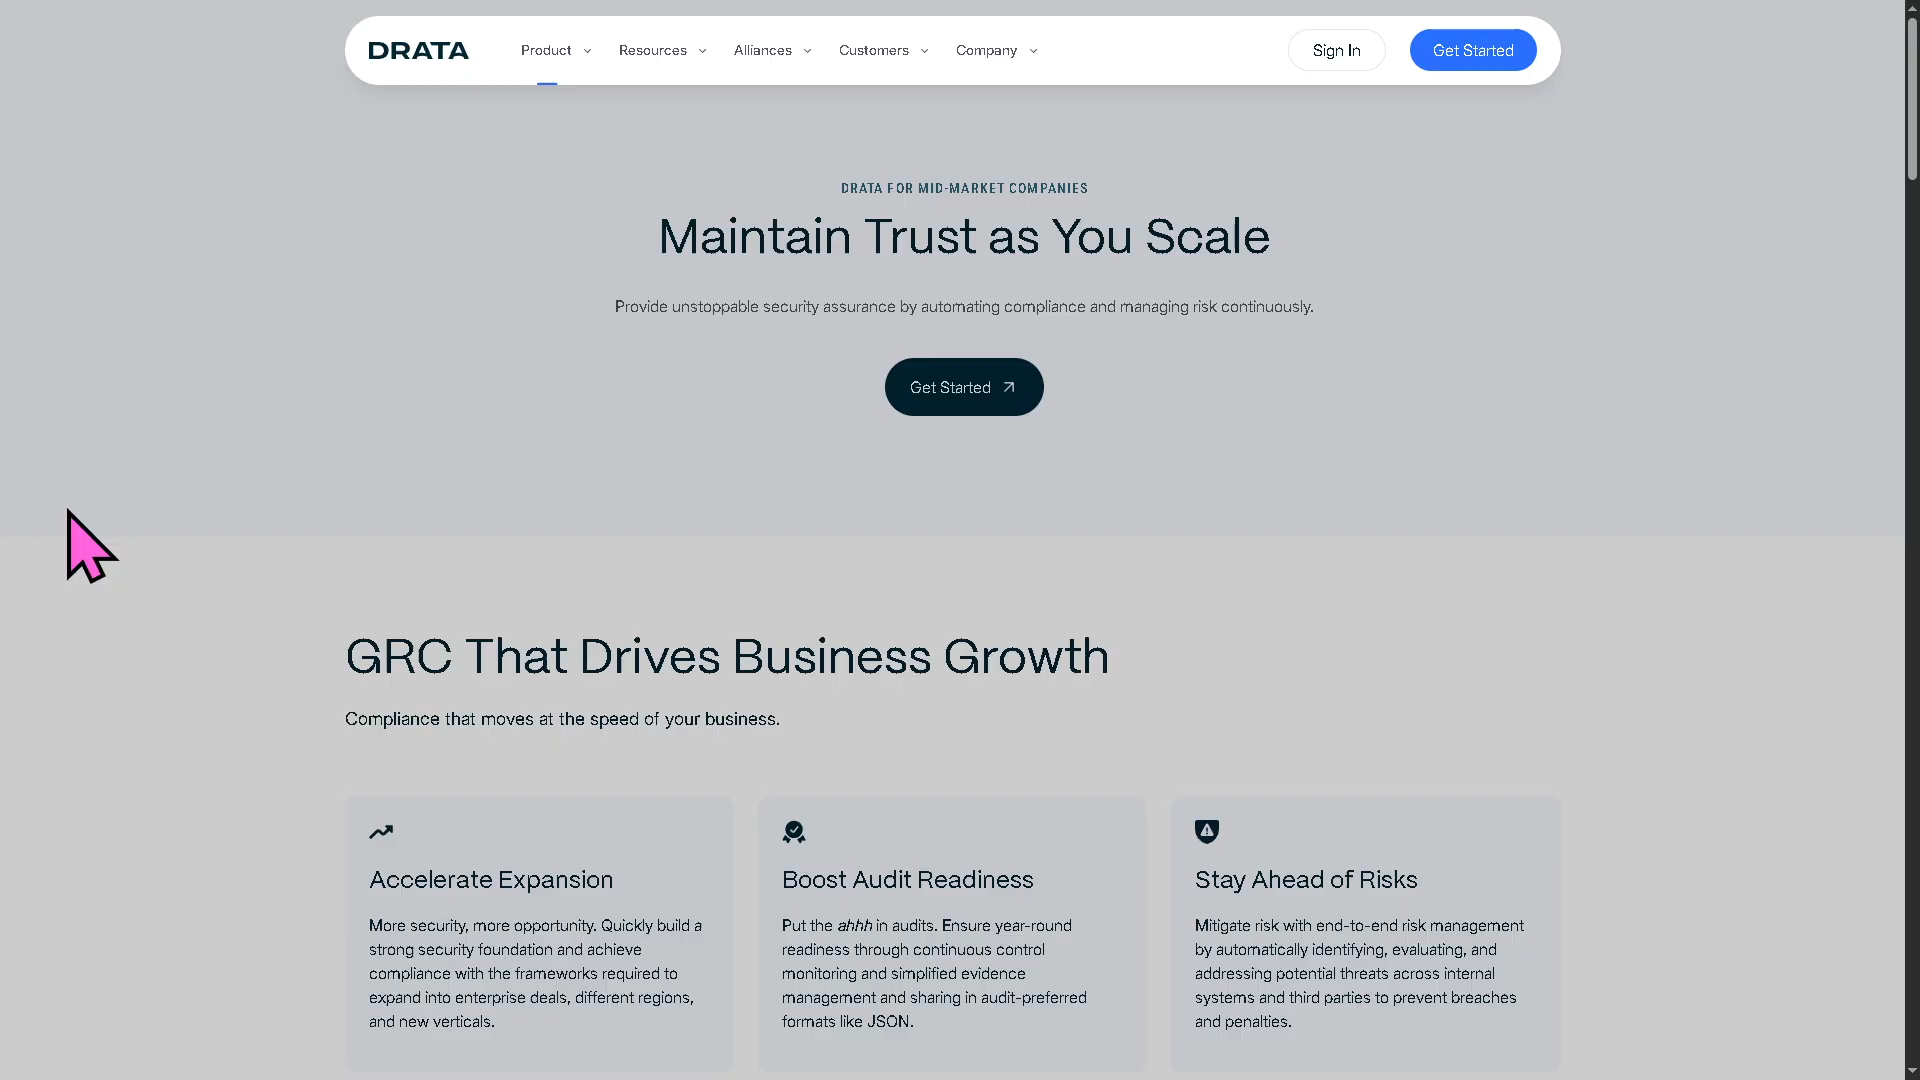 DRATA
Product
Resources
Alliances
Customers
Company
Sign In
Get Started
DRATA FOR MID-MARKET COMPANIES
Maintain Trust as You Scale
Provide unstoppable security assurance by automating compliance and managing risk continuously.
Get Started
GRC That Drives Business Growth
Compliance that moves at the speed of your business.
Accelerate Expansion
More security, more opportunity. Quickly build a
strong security foundation and achieve
compliance with the frameworks required to
expand into enterprise deals, different regions,
and new verticals.
Boost Audit Readiness
Put the ahhh in audits. Ensure year-round
readiness through continuous control
monitoring and simplified evidence
management and sharing in audit-preferred
formats like JSON.
Stay Ahead of Risks
Mitigate risk with end-to-end risk management
by automatically identifying, evaluating, and
addressing potential threats across internal
systems and third parties to prevent breaches
and penalties.